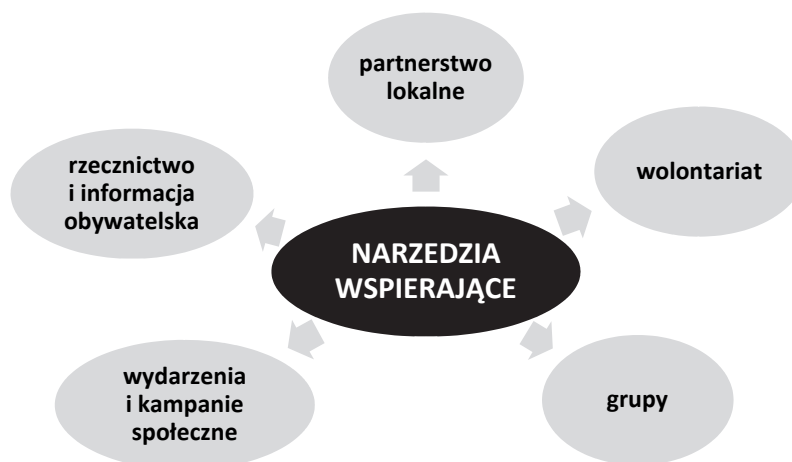 partnerstwo
lokalne
rzecznictwo
i informacja
obywatelska
wolontariat
NARZEDZIA
WSPIERAJĄCE
wydarzenia
i kampanie
społeczne
grupy